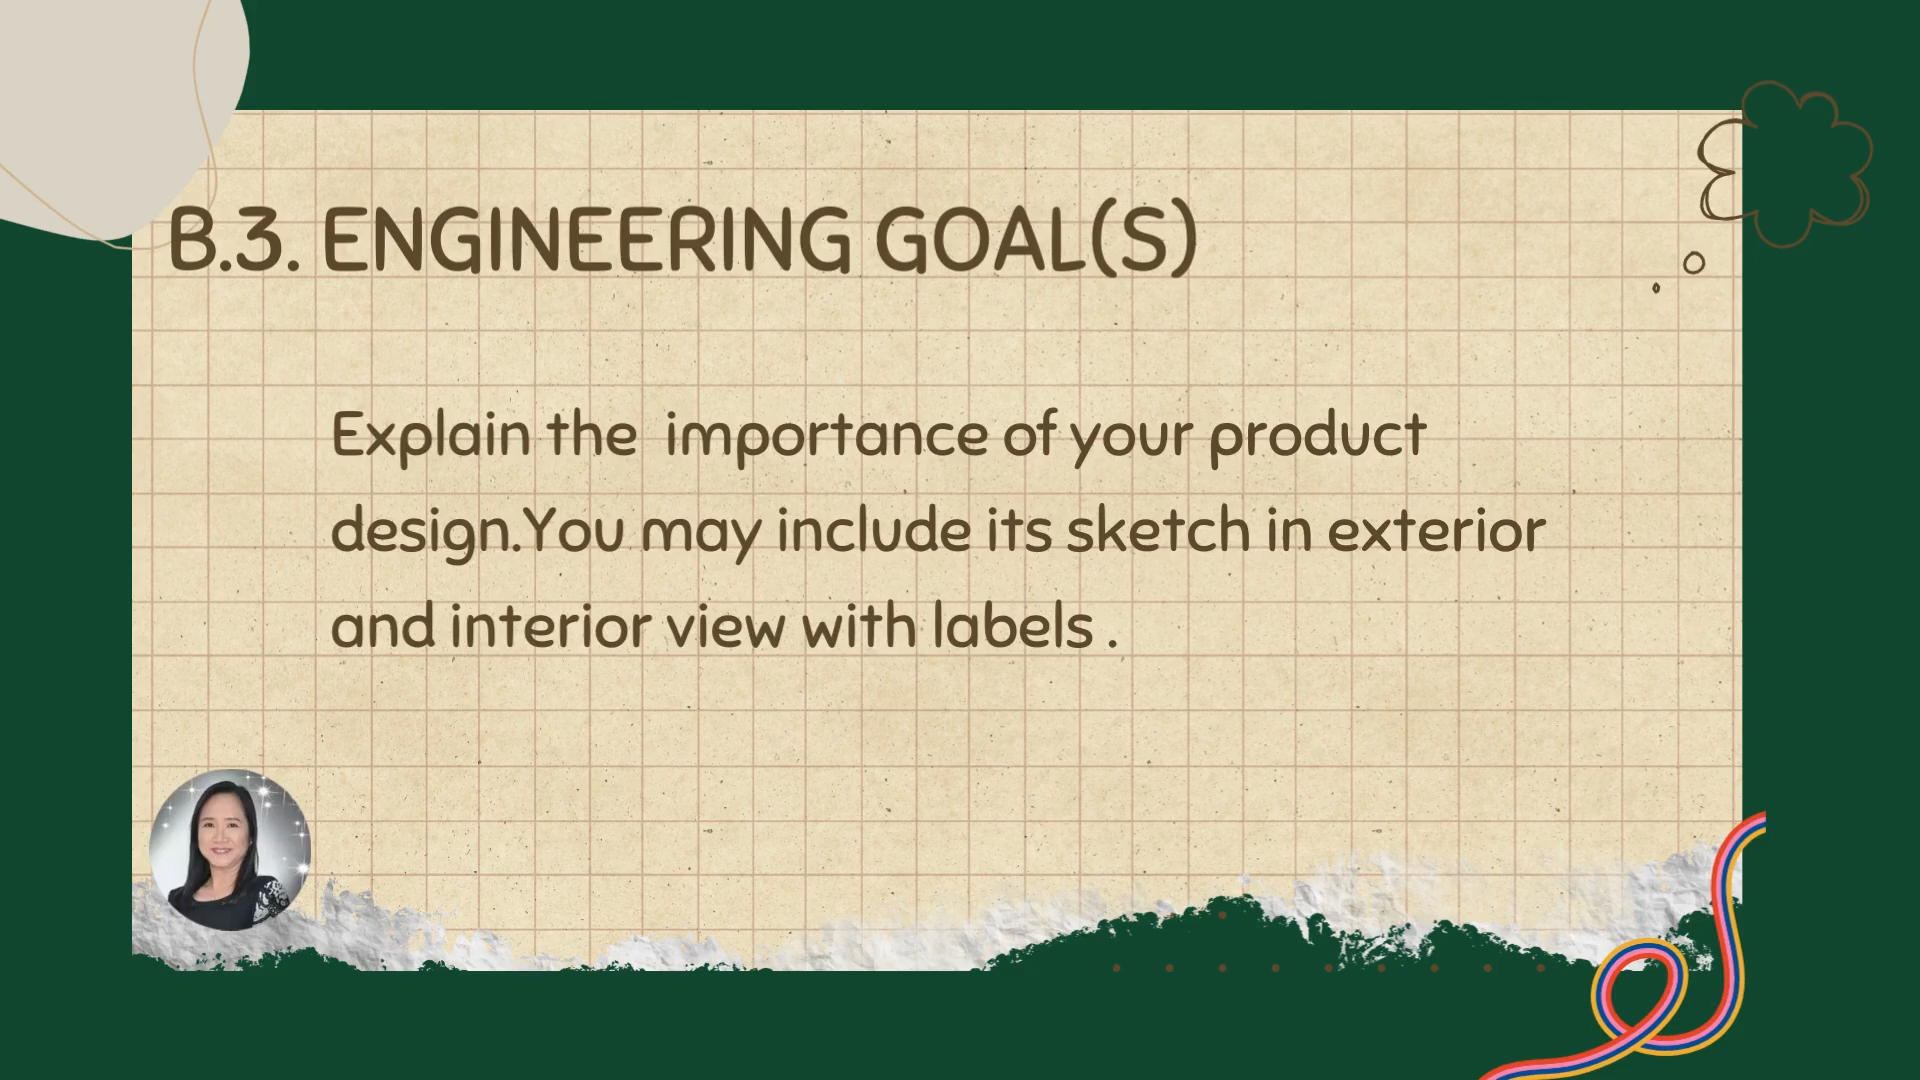 B.3. ENGINEERING GOAL(S)
Explain the  importance of your product
design.You may include its sketch in exterior
and interior view with labels .